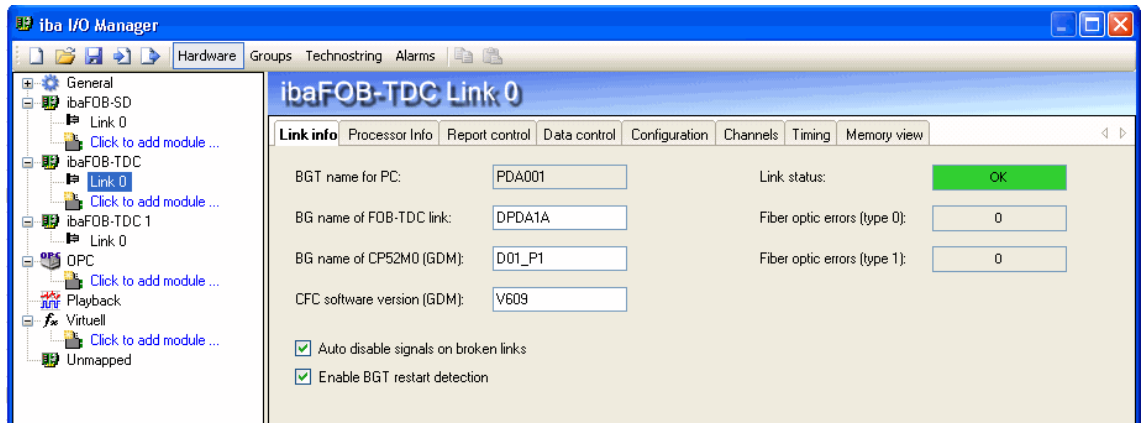 iba I/O Manager
Hardware Groups Technostring Alarms
General
ibaFOB-SD
Link 0
Click to add module ...
ibaFOB-TDC
Link 0
Click to add module ...
ibaFOB-TDC 1
Link 0
OPC
Click to add module ...
Playback
Virtuell
Click to add module ...
Unmapped
ibaFOB-TDC Link 0
Link info Processor Info Report control Data control Configuration Channels Timing Memory view
BGT name for PC: PDA001 Link status: OK
BG name of FOB-TDC link: DPDA1A Fiber optic errors (type 0): 0
BG name of CP52M0 (GDM): D01_P1 Fiber optic errors (type 1): 0
CFC software version (GDM): V609
Auto disable signals on broken links
Enable BGT restart detection